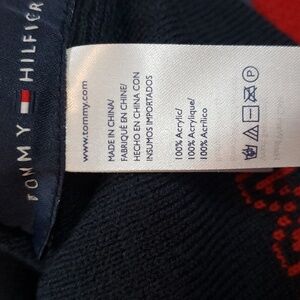 TOMMY HILFIGER
www.tommy.com
MADE IN CHINA/
FABRIQUÉ EN CHINE/
HECHO EN CHINA CON
INSUMOS IMPORTADOS
100% Acrylic/
100% Acrylique/
100% Acrílico
P